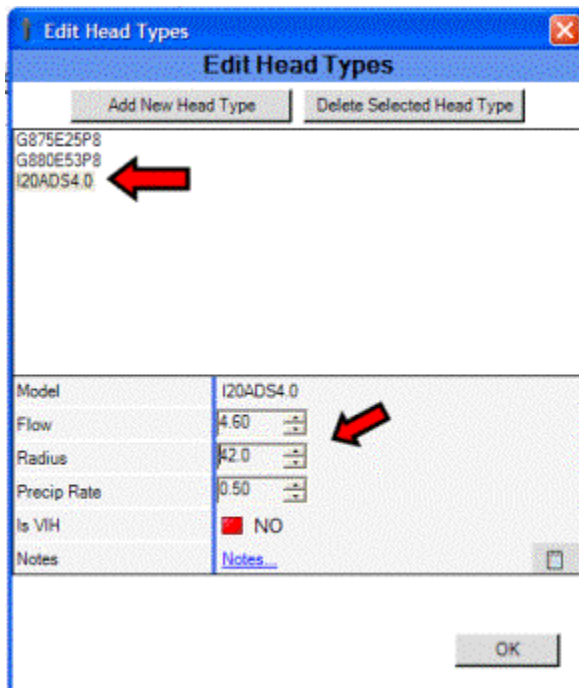 Edit Head Types
Edit Head Types
Add New Head Type Delete Selected Head Type
G875E25P8
G880E53P8
I20ADS4.0
Model I20ADS4.0
Flow 4.60
Radius 42.0
Precip Rate 0.50
Is VIH NO
Notes Notes...
OK